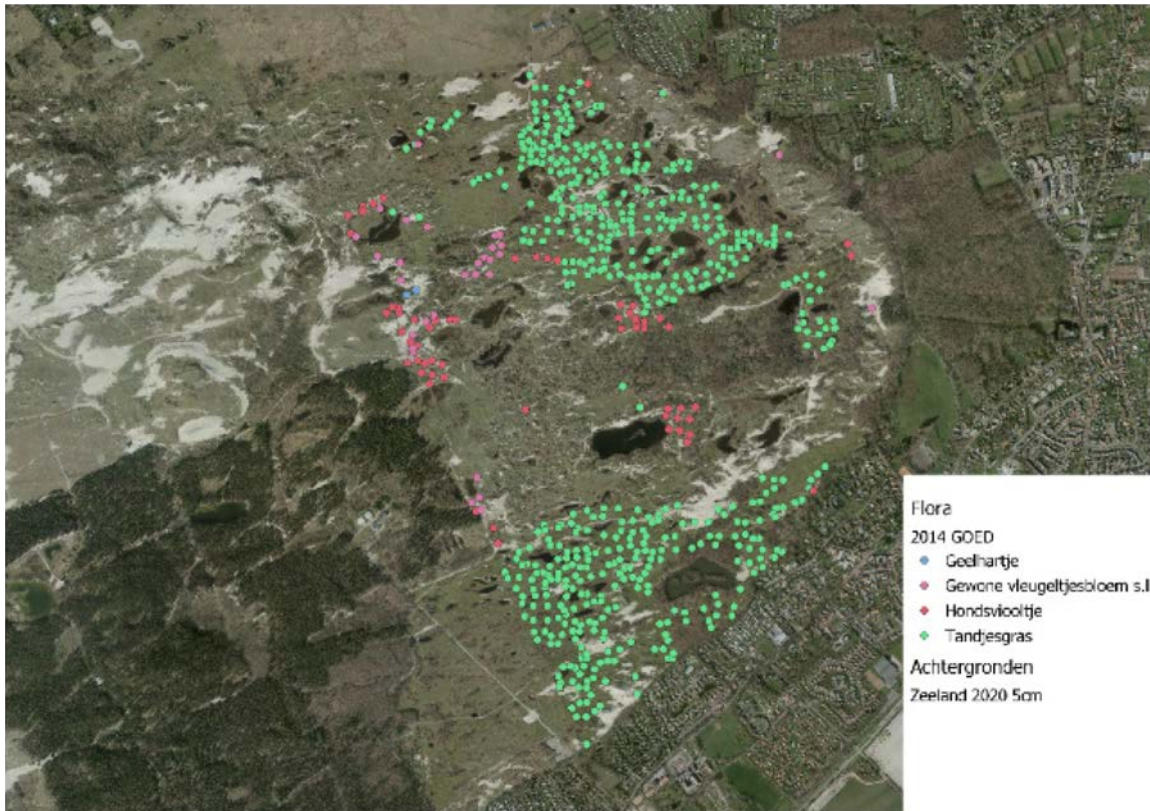 Flora
2014 GOED
Geelhartje
Gewone vleugeltjesbloem s.l
Hondsviooltje
Tandjesgras
Achtergronden
Zeeland 2020 5cm